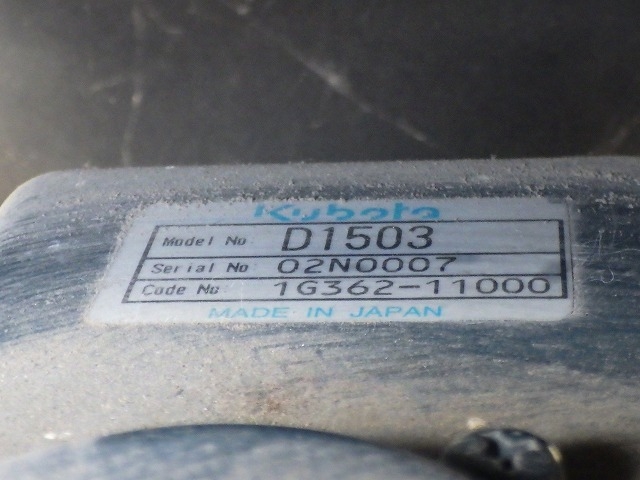 Kubota
Model No D1503
Serial No 02N0007
Code No 1G362-11000
MADE IN JAPAN